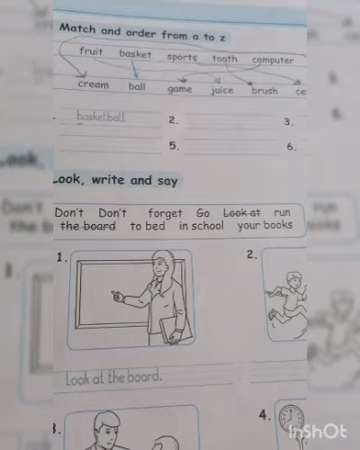 Match and order from a to z
fruit basket sports tooth computer
cream ball game juice brush ce
basketball 2. 3.
5. 6.
Look, write and say
Don't Don't forget Go Look at run
the board to bed in school your books
1. 2.
Look at the board.
3. 4.
InShOt